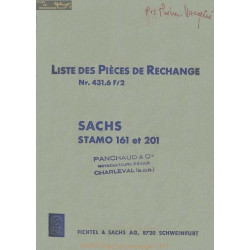 LISTE DES PIÈCES DE RECHANGE
Nr. 431.6 F/2
SACHS
STAMO 161 et 201
PANCHAUD & Cie
CHARLEVAL (B.D.R)
FICHTEL & SACHS AG, 8720 SCHWEINFURT